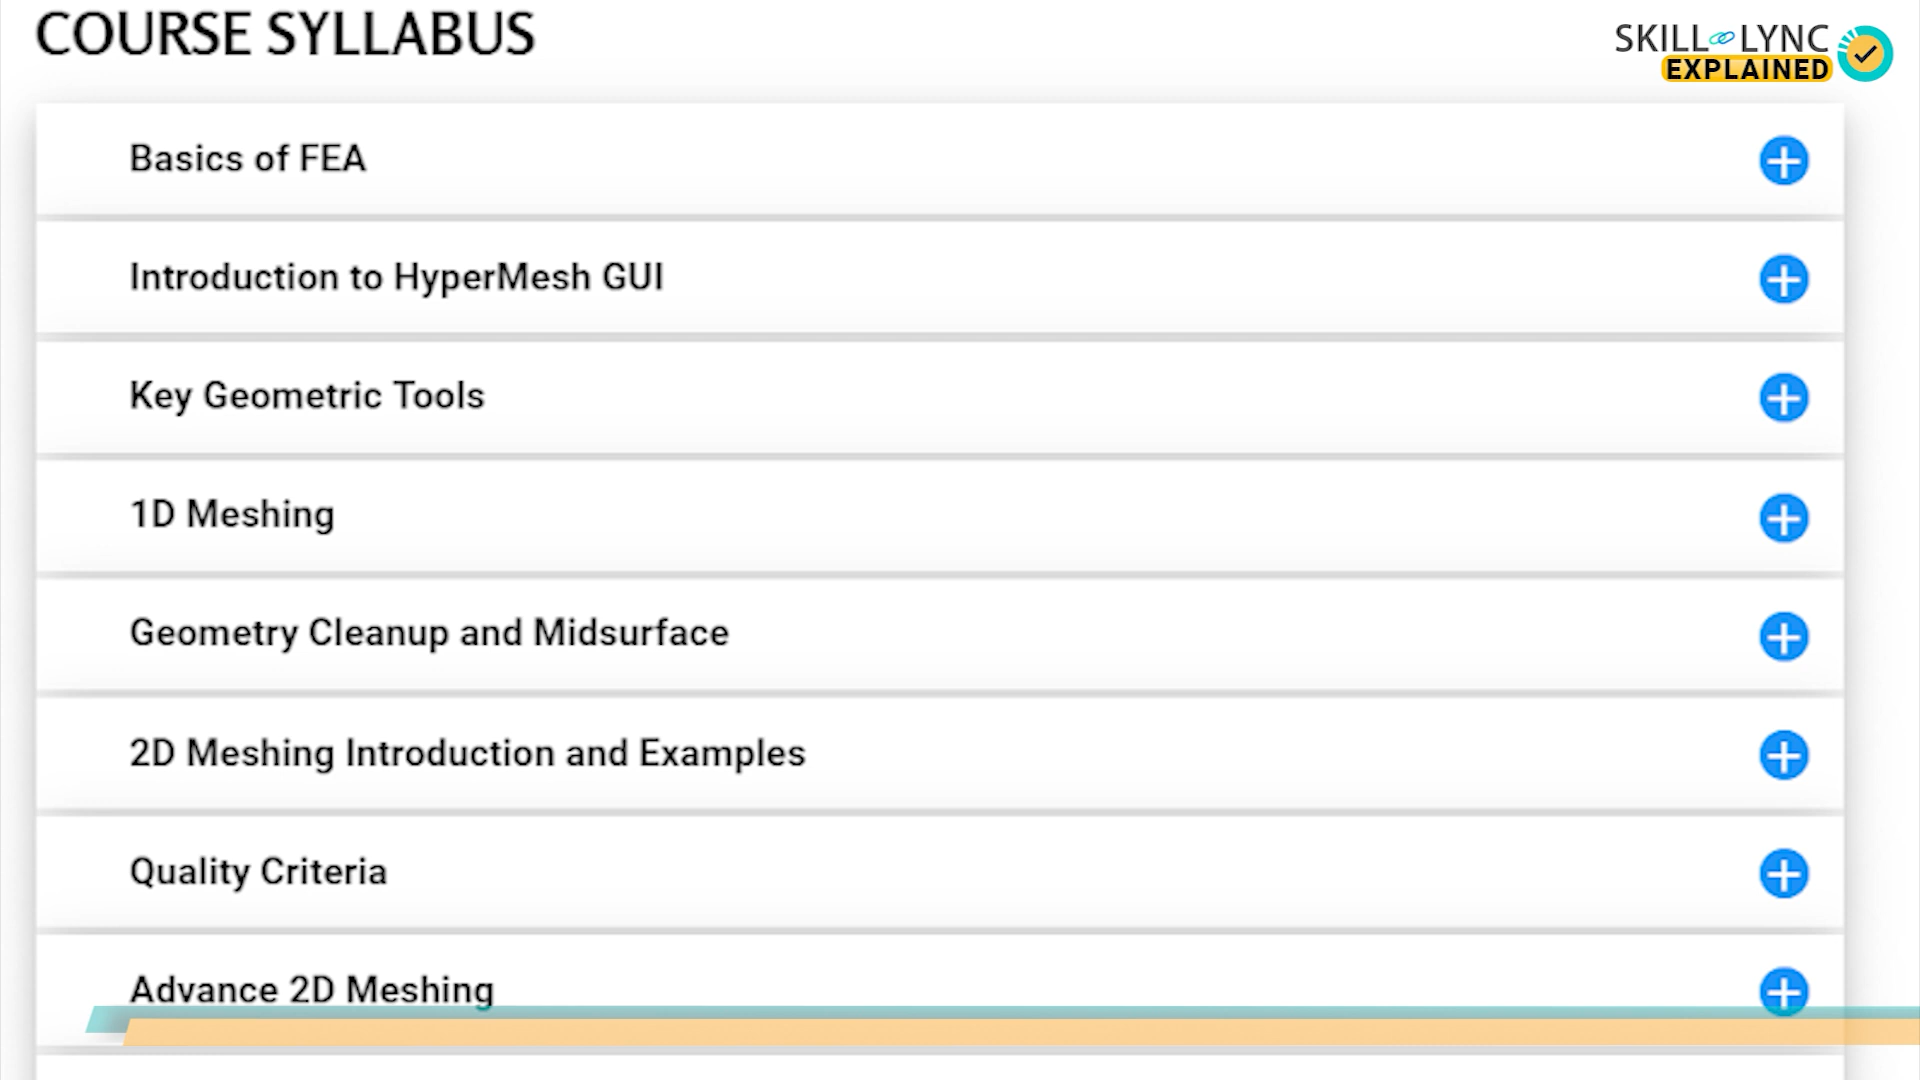 COURSE SYLLABUS
SKILL LYNC
EXPLAINED
Basics of FEA
Introduction to HyperMesh GUI
Key Geometric Tools
1D Meshing
Geometry Cleanup and Midsurface
2D Meshing Introduction and Examples
Quality Criteria
Advance 2D Meshing